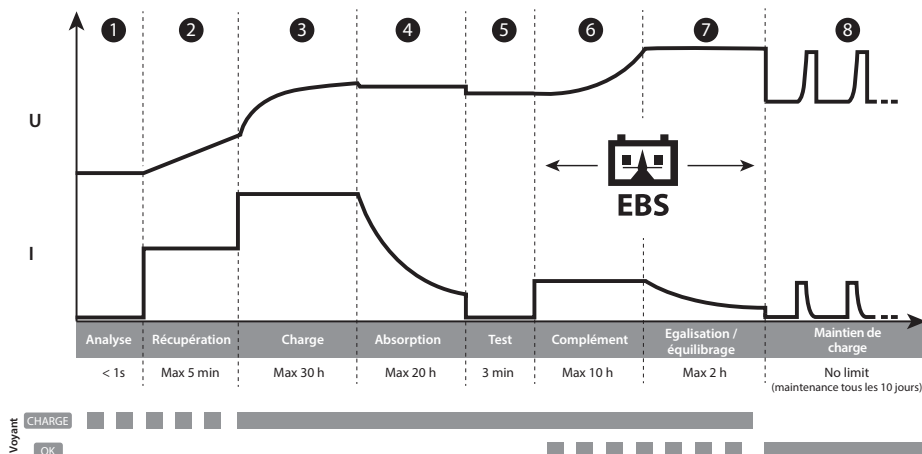 1 2 3 4 5 6 7 8
U
EBS
I
Analyse Récupération Charge Absorption Test Complément Egalisation / équilibrage Maintien de charge
< 1s Max 5 min Max 30 h Max 20 h 3 min Max 10 h Max 2 h No limit
(maintenance tous les 10 jours)
Voyant
CHARGE
OK